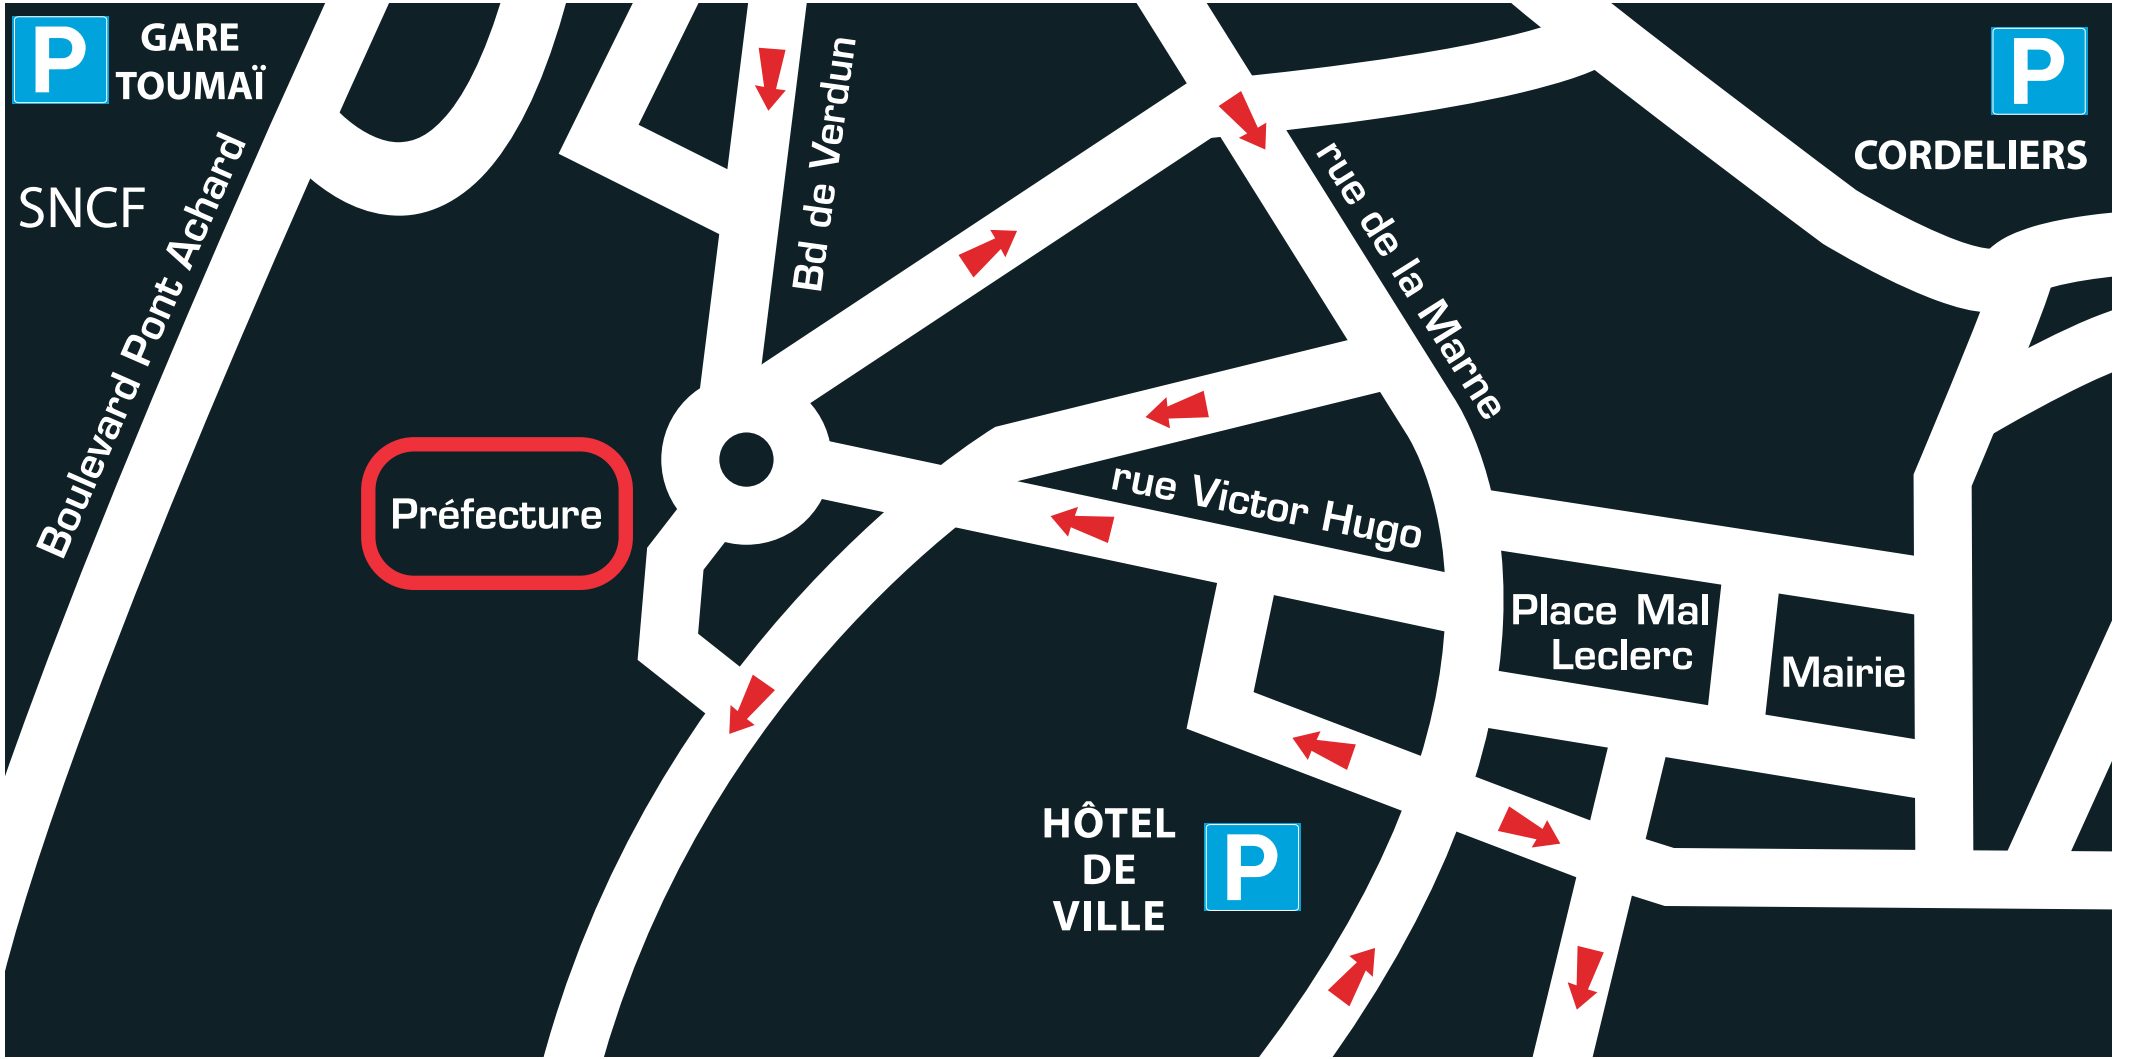 P
GARE
TOUMAÏ
SNCF
Boulevard Pont Achard
Bd de Verdun
rue de la Marne
P
CORDELIERS
Préfecture
rue Victor Hugo
Place Mal
Leclerc
Mairie
HÔTEL
DE
VILLE
P